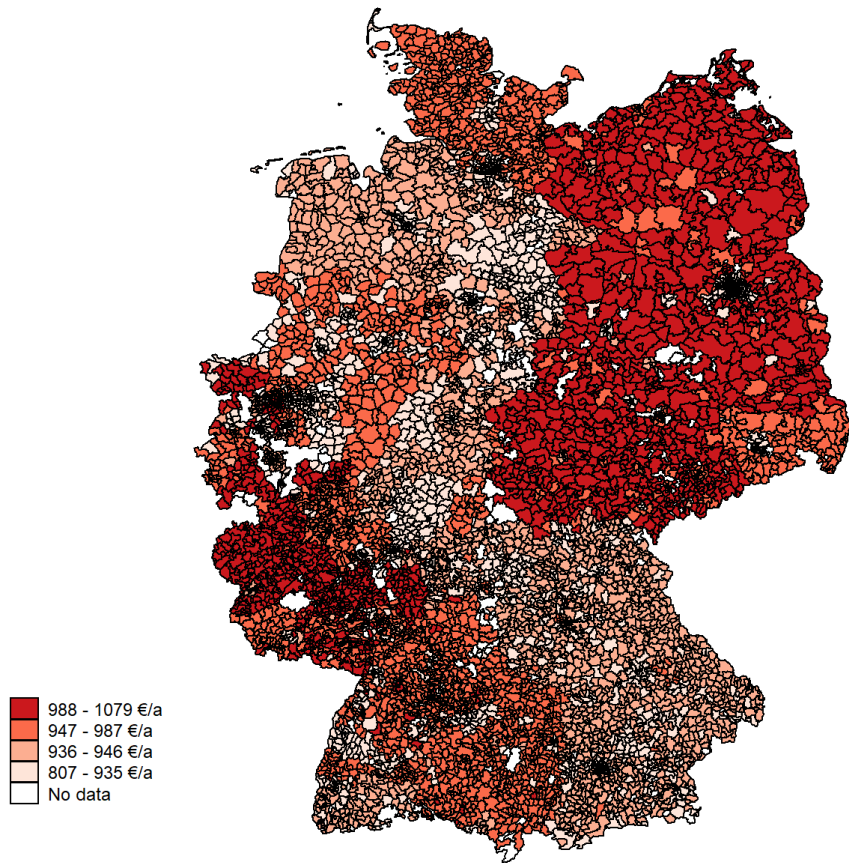 988 - 1079 €/a
947 - 987 €/a
936 - 946 €/a
807 - 935 €/a
No data